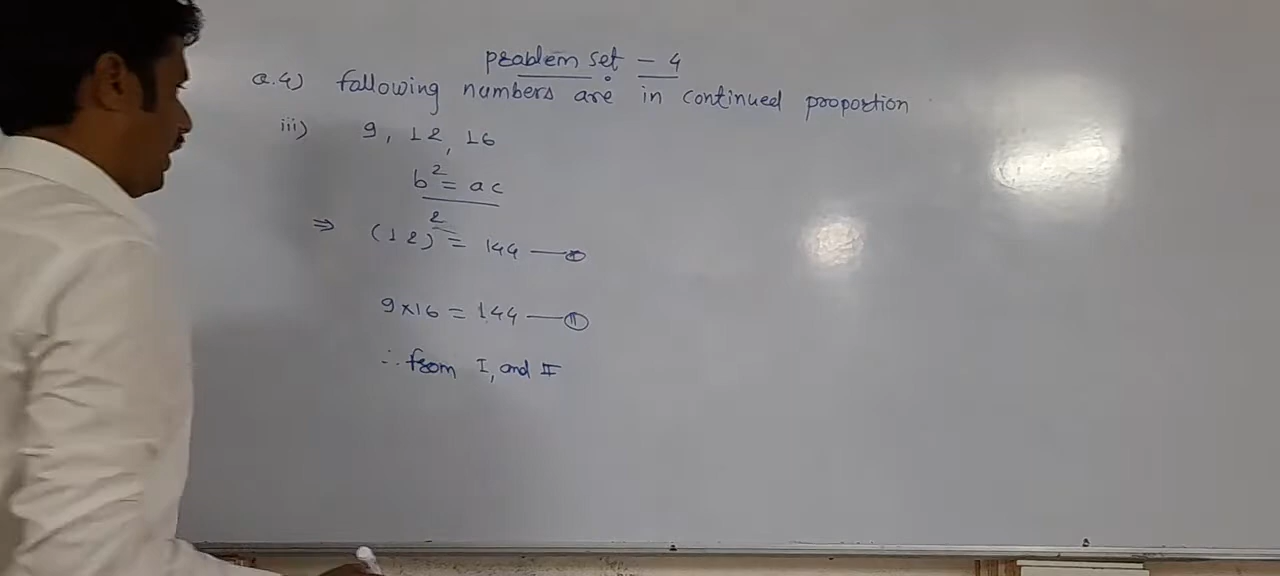 problem set - 4
Q.4) following numbers are in continued proportion
iii) 9, 12, 16
b² = ac
⇒ (12)² = 144 — Ⓘ
9×16 = 144 — Ⓘ︎Ⓘ
∴ from I, and II